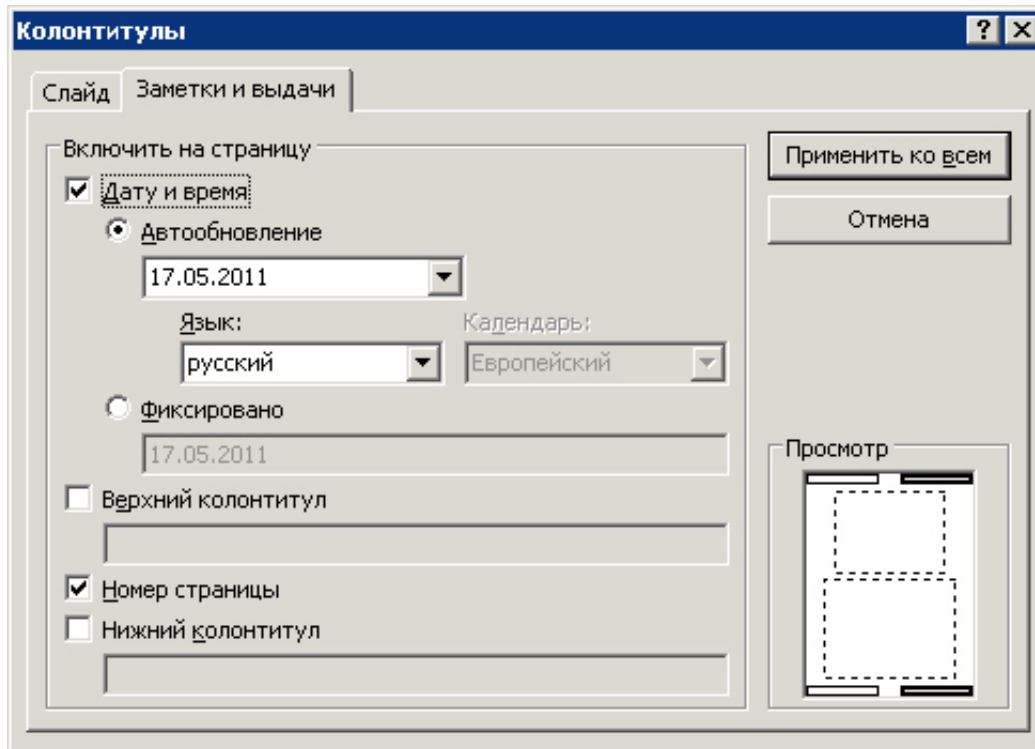 Колонтитулы
Слайд
Заметки и выдачи
Включить на страницу
Дату и время
Автообновление
17.05.2011
Язык:
Календарь:
русский
Европейский
Фиксировано
17.05.2011
Верхний колонтитул
Номер страницы
Нижний колонтитул
Применить ко всем
Отмена
Просмотр